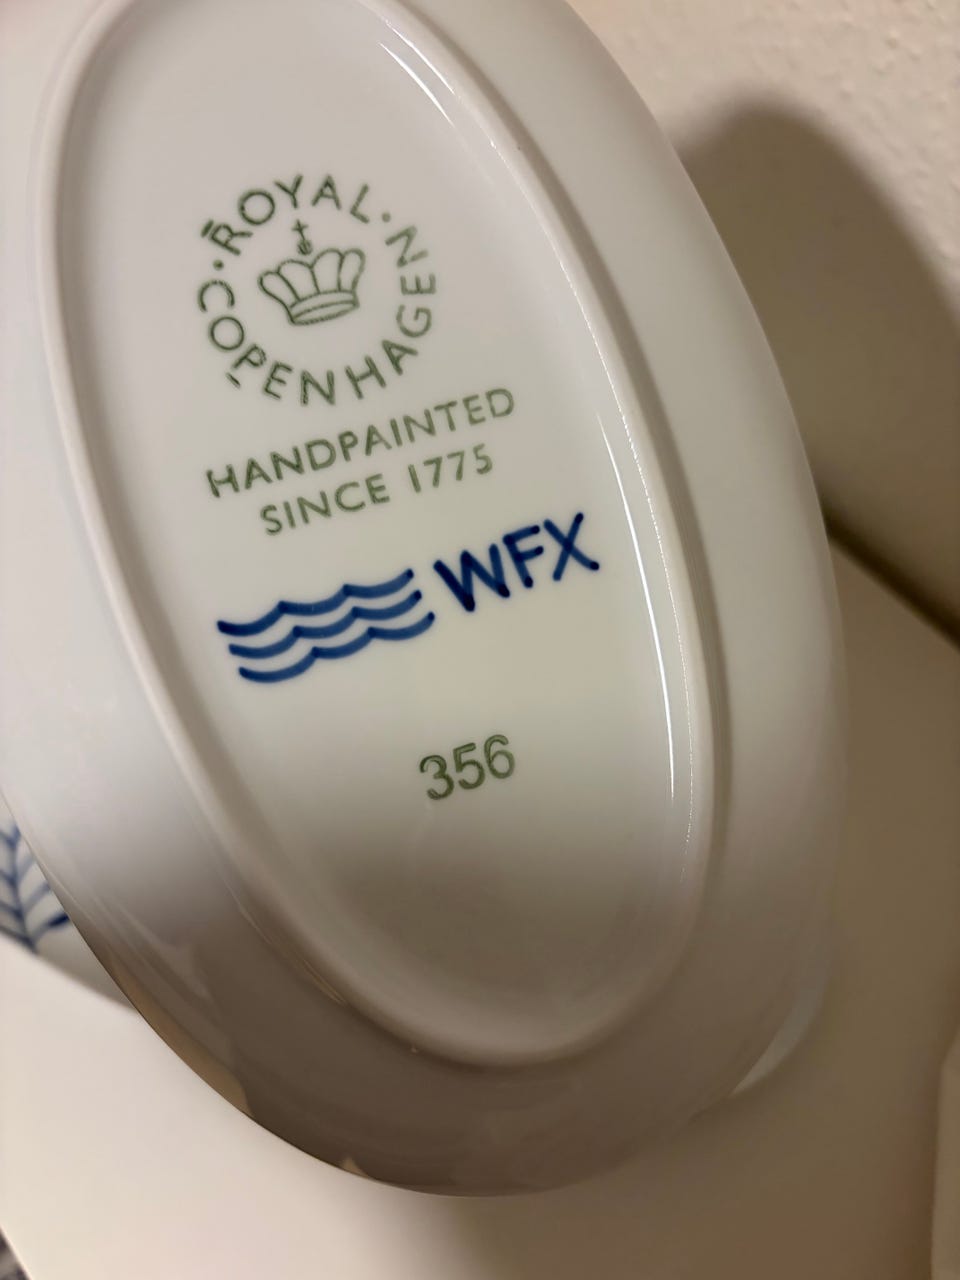 ROYAL · COPENHAGEN ·
HANDPAINTED
SINCE 1775
WFX
356